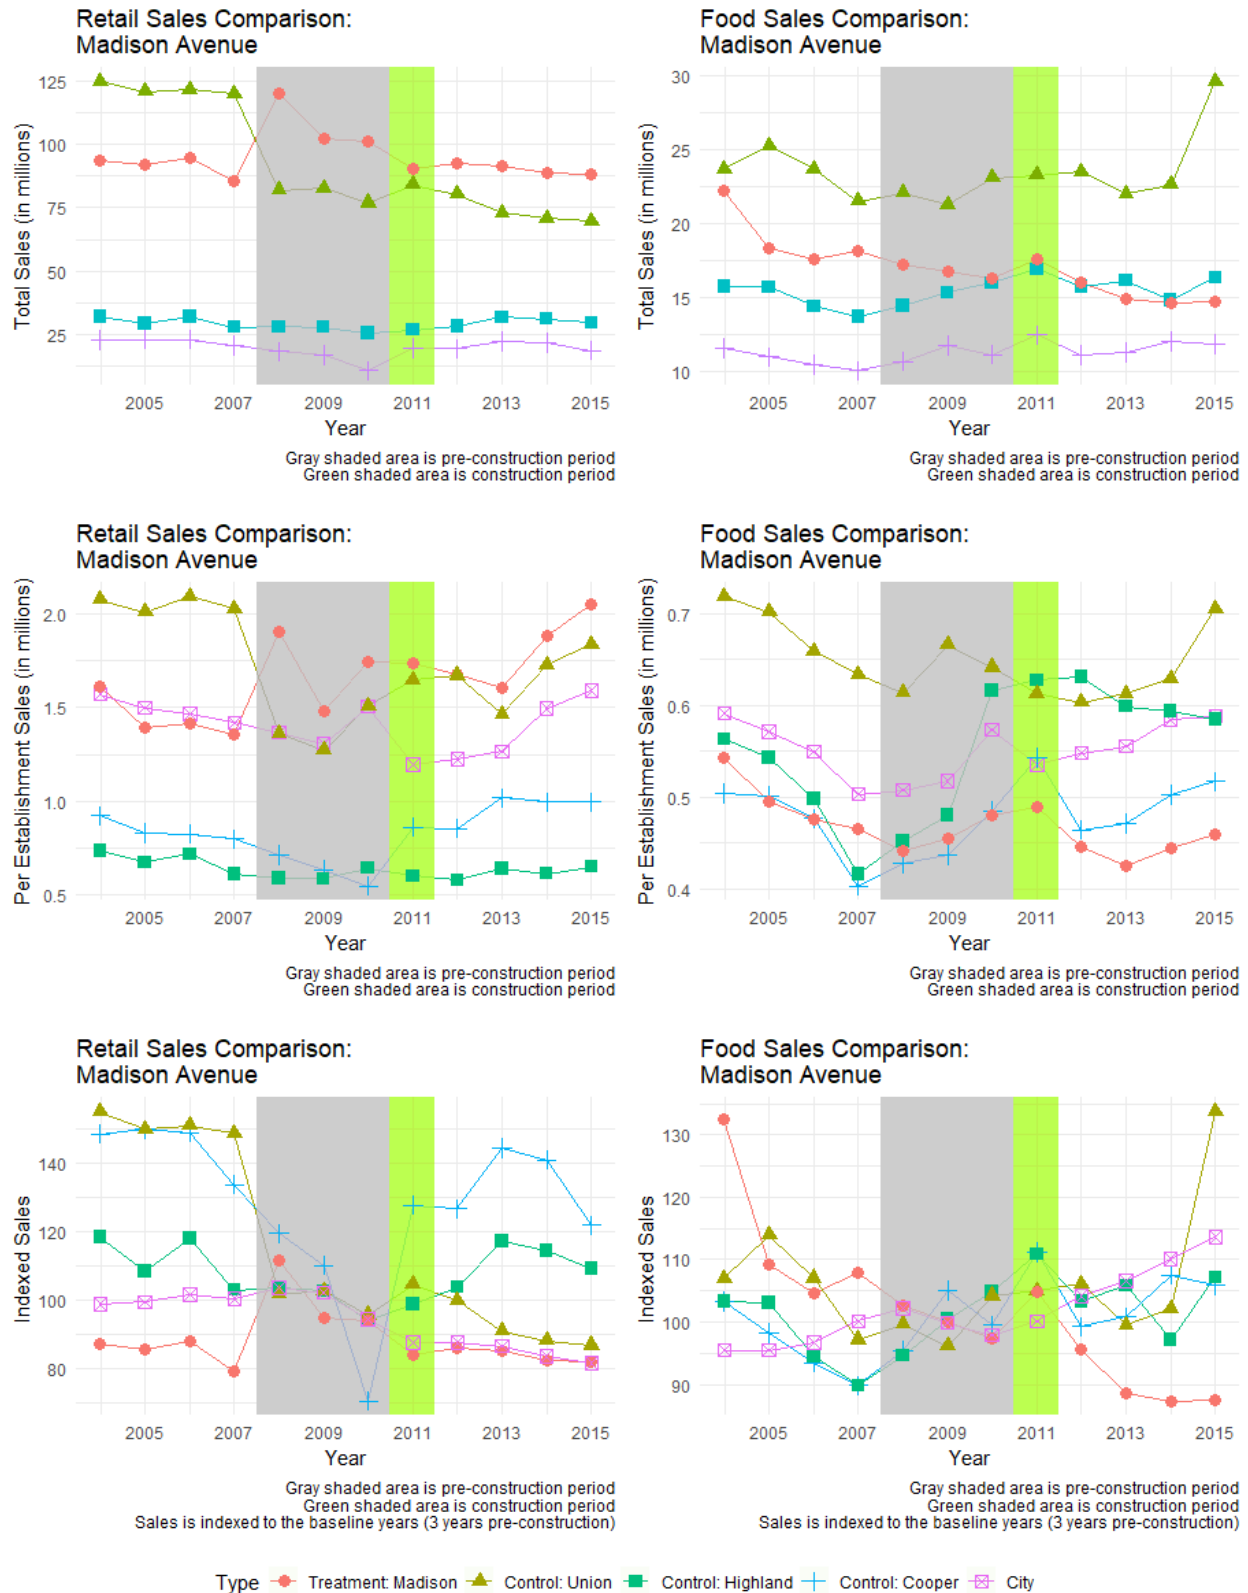 Retail Sales Comparison:
Madison Avenue
Total Sales (in millions)
125
100
75
50
25
2005 2007 2009 2011 2013 2015
Year
Gray shaded area is pre-construction period
Green shaded area is construction period
Food Sales Comparison:
Madison Avenue
Total Sales (in millions)
30
25
20
15
10
2005 2007 2009 2011 2013 2015
Year
Gray shaded area is pre-construction period
Green shaded area is construction period
Retail Sales Comparison:
Madison Avenue
Per Establishment Sales (in millions)
2.0
1.5
1.0
0.5
2005 2007 2009 2011 2013 2015
Year
Gray shaded area is pre-construction period
Green shaded area is construction period
Food Sales Comparison:
Madison Avenue
Per Establishment Sales (in millions)
0.7
0.6
0.5
0.4
2005 2007 2009 2011 2013 2015
Year
Gray shaded area is pre-construction period
Green shaded area is construction period
Retail Sales Comparison:
Madison Avenue
Indexed Sales
140
120
100
80
2005 2007 2009 2011 2013 2015
Year
Gray shaded area is pre-construction period
Green shaded area is construction period
Sales is indexed to the baseline years (3 years pre-construction)
Food Sales Comparison:
Madison Avenue
Indexed Sales
130
120
110
100
90
2005 2007 2009 2011 2013 2015
Year
Gray shaded area is pre-construction period
Green shaded area is construction period
Sales is indexed to the baseline years (3 years pre-construction)
Type Treatment: Madison Control: Union Control: Highland Control: Cooper City